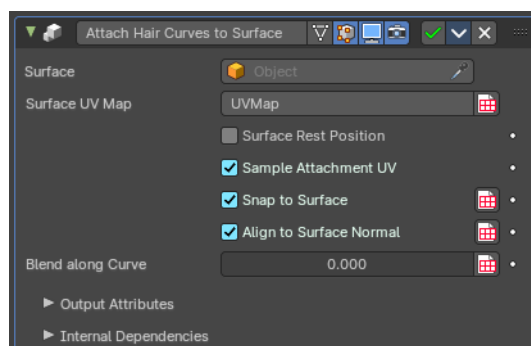 Attach Hair Curves to Surface
Surface Object
Surface UV Map UVMap
Surface Rest Position
Sample Attachment UV
Snap to Surface
Align to Surface Normal
Blend along Curve 0.000
Output Attributes
Internal Dependencies